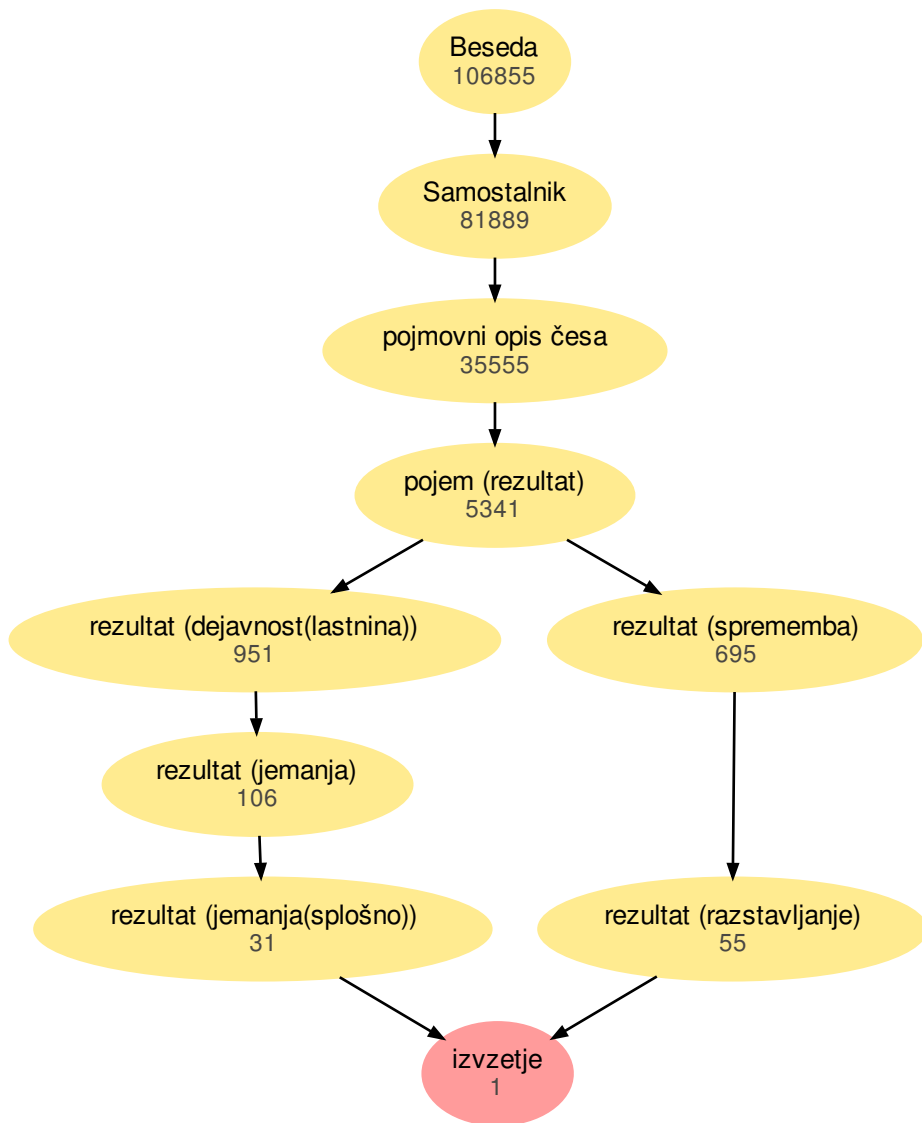 Beseda
106855
Samostalnik
81889
pojmovni opis česa
35555
pojem (rezultat)
5341
rezultat (dejavnost(lastnina))
951
rezultat (sprememba)
695
rezultat (jemanja)
106
rezultat (jemanja(splošno))
31
rezultat (razstavljanje)
55
izvzetje
1